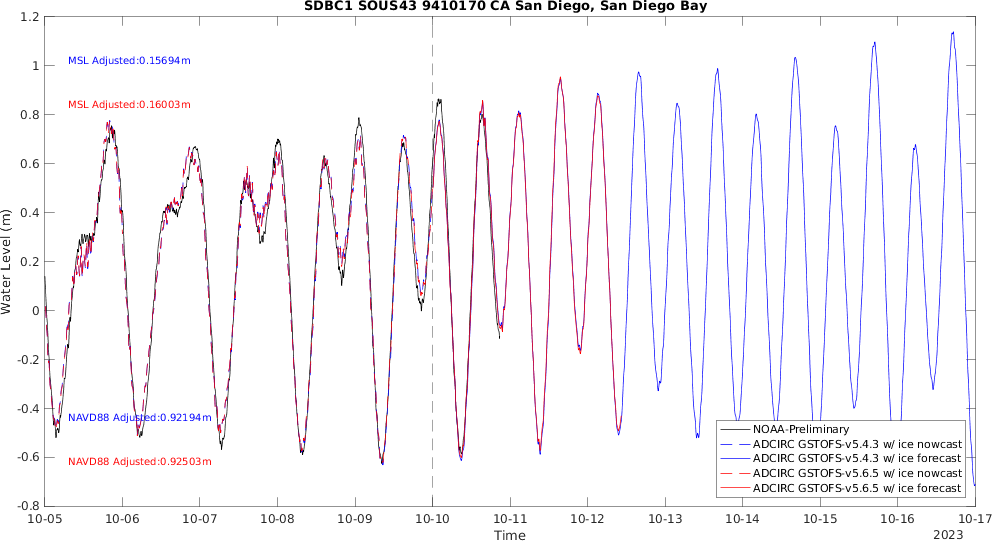 SDBC1 SOUS43 9410170 CA San Diego, San Diego Bay
1.2
1
0.8
0.6
0.4
0.2
0
-0.2
-0.4
-0.6
-0.8
Water Level (m)
MSL Adjusted:0.15694m
MSL Adjusted:0.16003m
NAVD88 Adjusted:0.92194m
NAVD88 Adjusted:0.92503m
NOAA-Preliminary
ADCIRC GSTOFS-v5.4.3 w/ ice nowcast
ADCIRC GSTOFS-v5.4.3 w/ ice forecast
ADCIRC GSTOFS-v5.6.5 w/ ice nowcast
ADCIRC GSTOFS-v5.6.5 w/ ice forecast
10-05 10-06 10-07 10-08 10-09 10-10 10-11 10-12 10-13 10-14 10-15 10-16 10-17
Time
2023